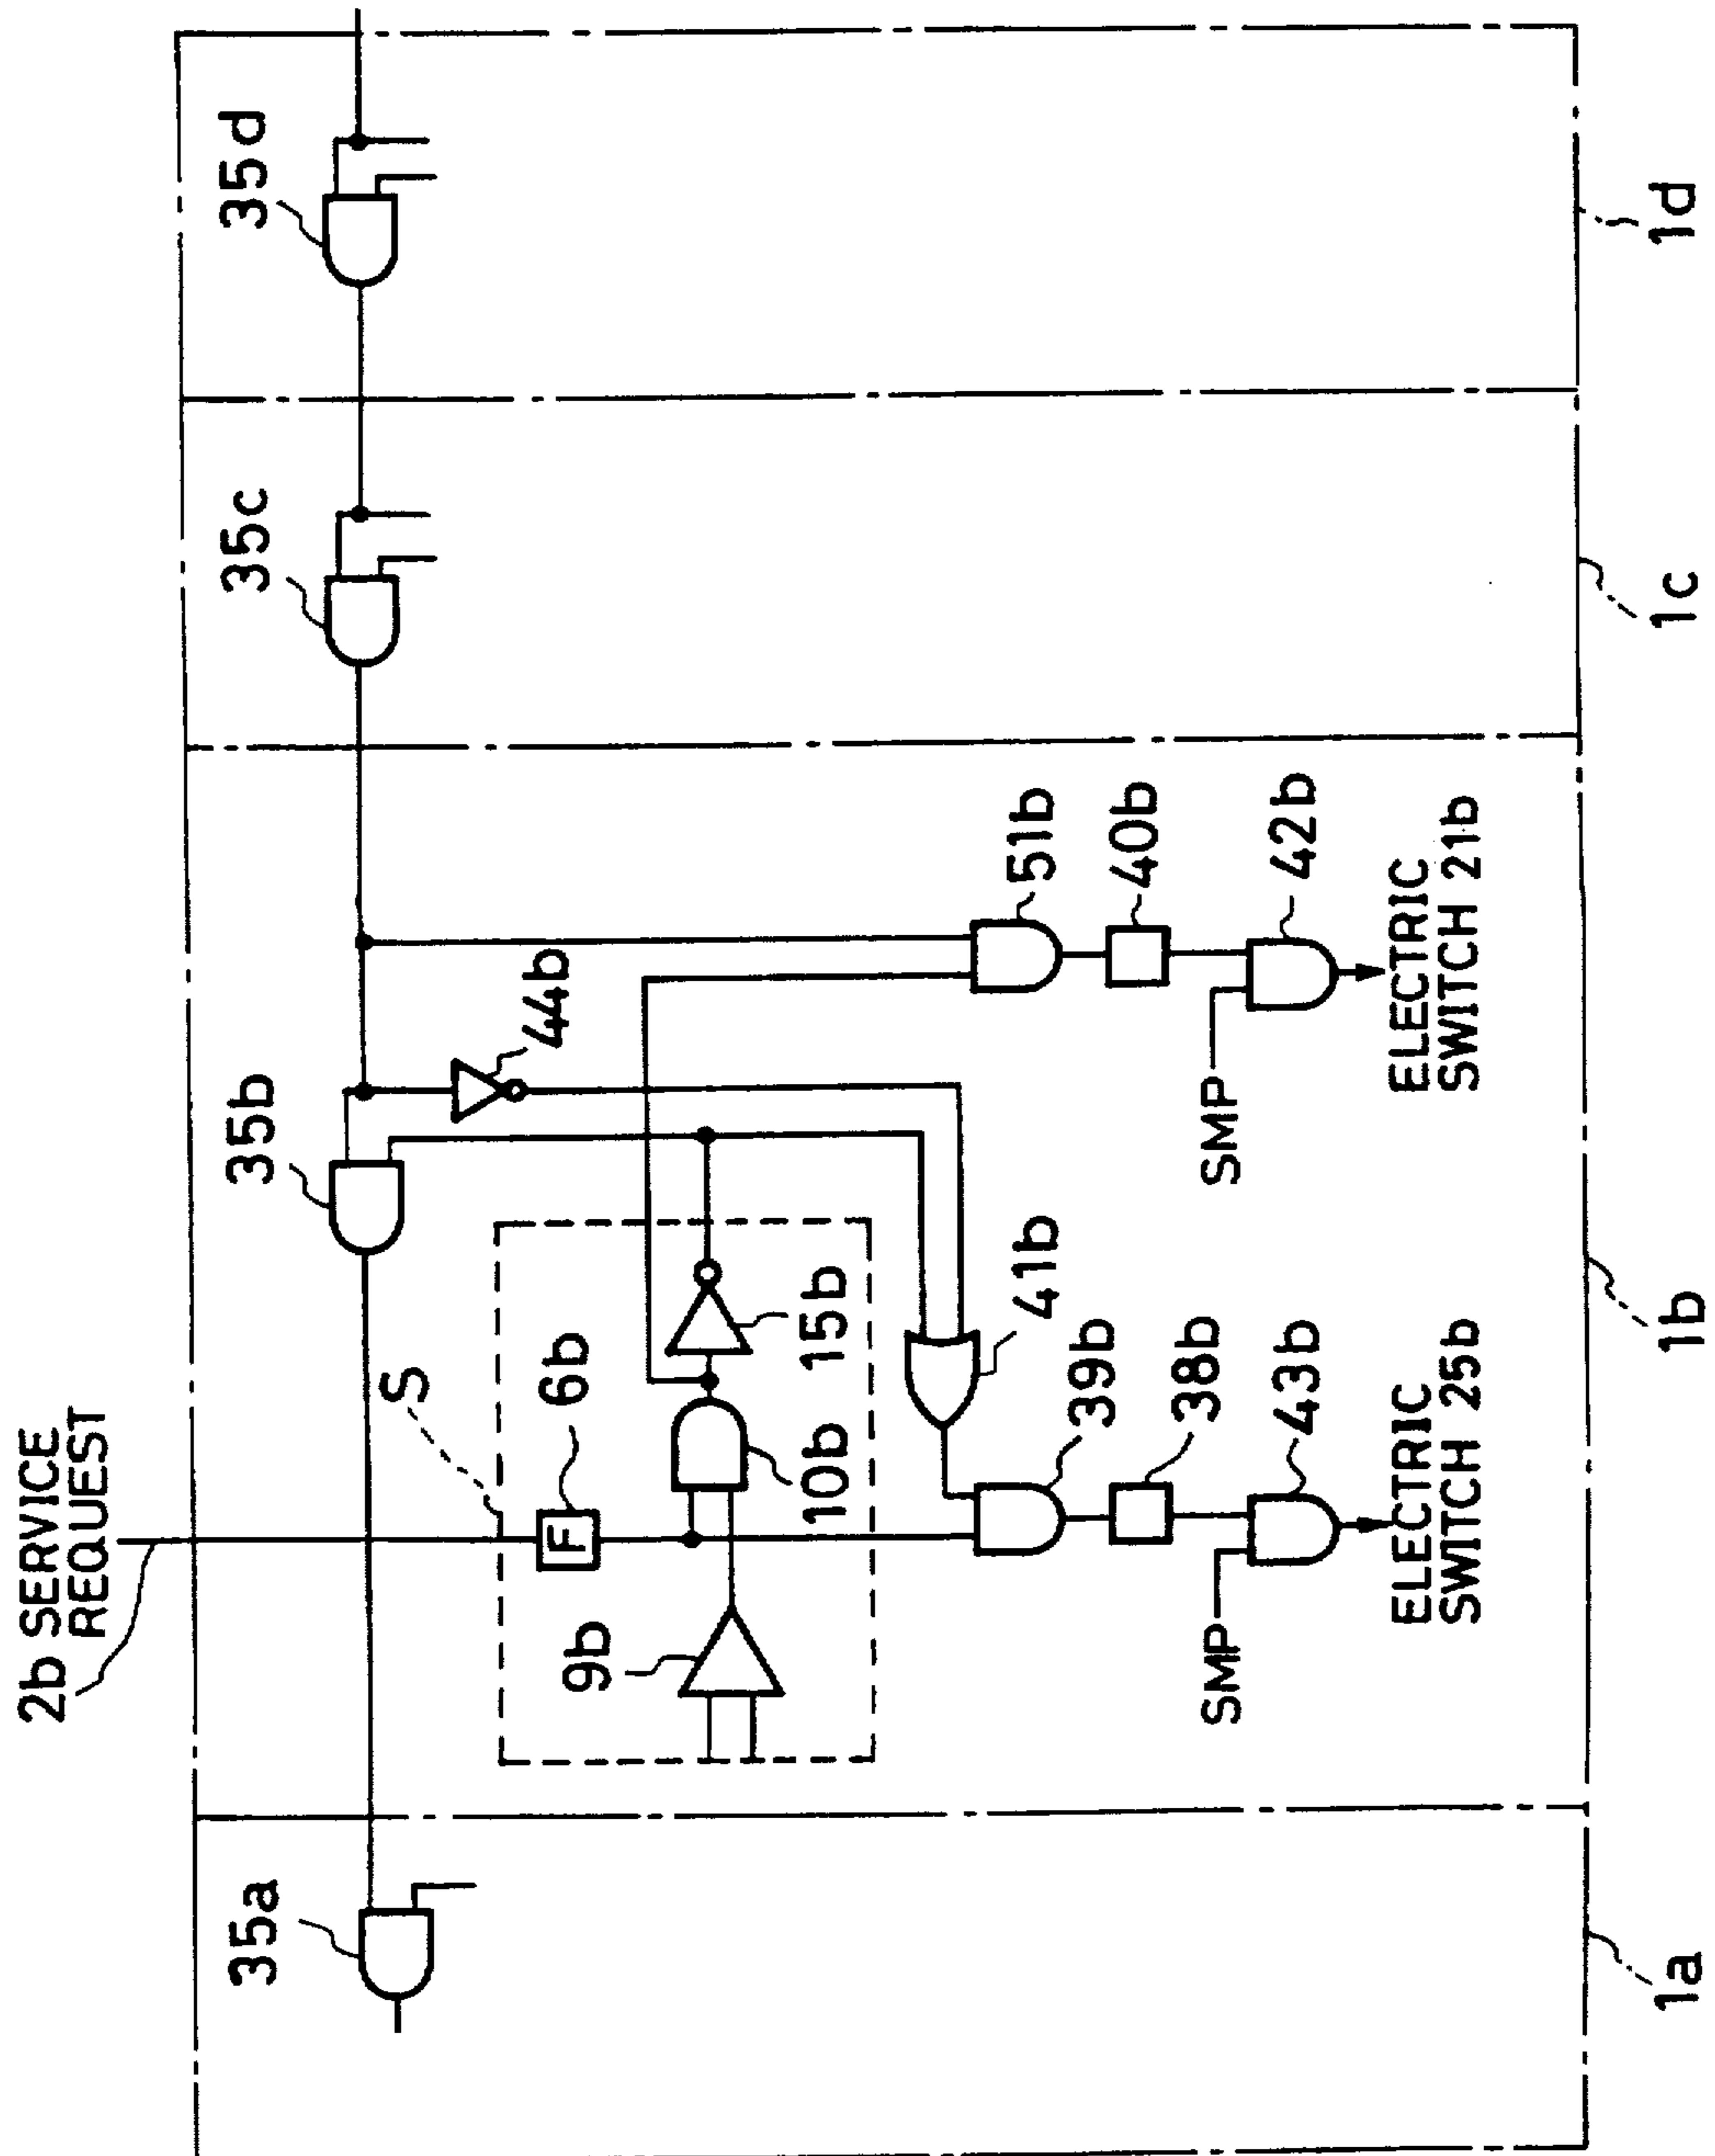 2b SERVICE
REQUEST
35a
35b
35c
35d
S
9b
6b
44b
F
10b
15b
41b
51b
39b
40b
38b
SMP
SMP
43b
42b
ELECTRIC
SWITCH 25b
ELECTRIC
SWITCH 21b
1a
1b
1c
1d